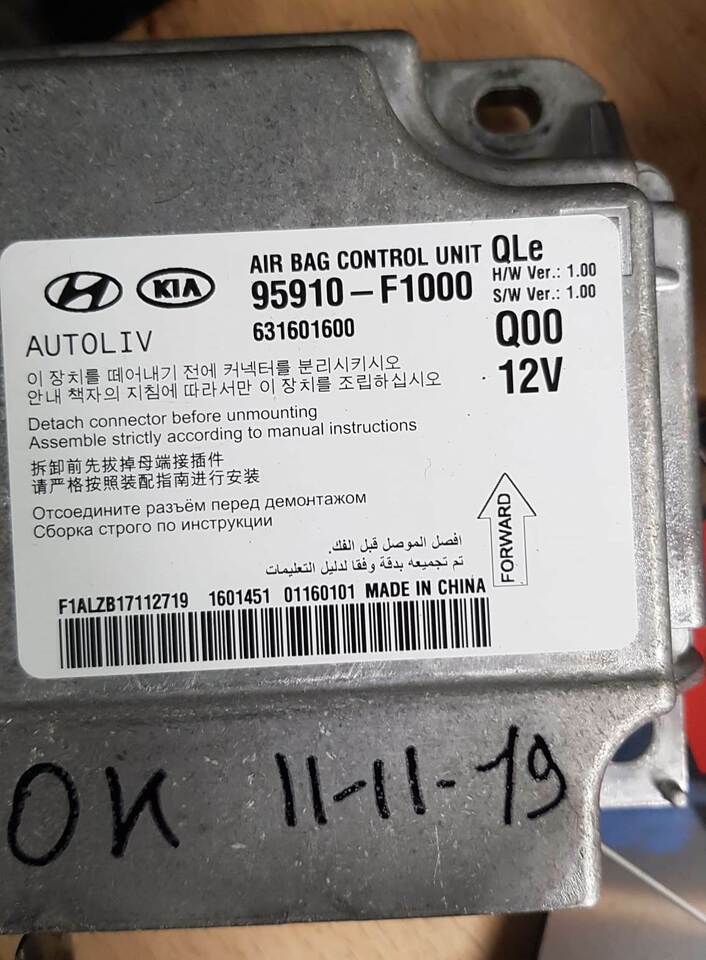 AIR BAG CONTROL UNIT QLe
HYUNDAI KIA 95910-F1000 H/W Ver.: 1.00
S/W Ver.: 1.00
AUTOLIV 631601600 Q00
12V
이 장치를 떼어내기 전에 커넥터를 분리시키시오
안내 책자의 지침에 따라서만 이 장치를 조립하십시오
Detach connector before unmounting
Assemble strictly according to manual instructions
拆卸前先拔掉母端接插件
请严格按照装配指南进行安装
Отсоедините разъём перед демонтажом
Сборка строго по инструкции
افصل الموصل قبل الفك.
تم تجميعه بدقة وفقا لدليل التعليمات
FORWARD
F1ALZB17112719 1601451 01160101 MADE IN CHINA
OK 11-11-19